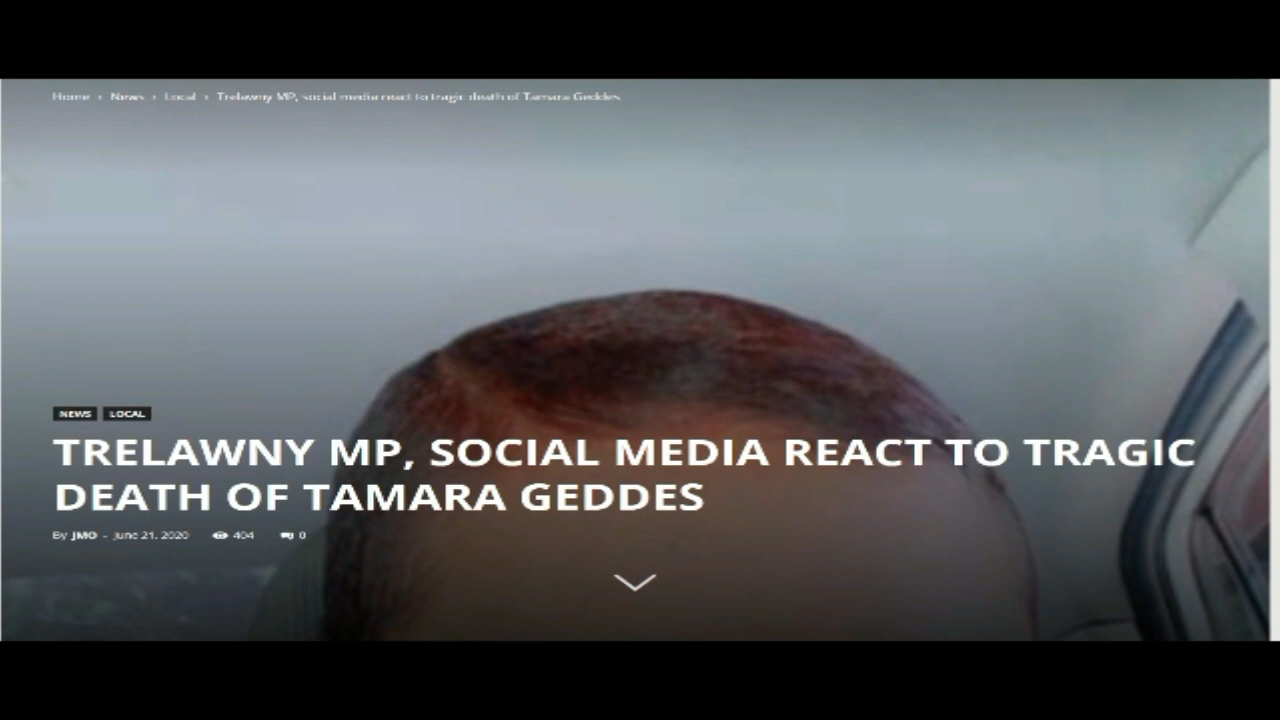 Home › News › Local › Trelawny MP, social media react to tragic death of Tamara Geddes
NEWS LOCAL
TRELAWNY MP, SOCIAL MEDIA REACT TO TRAGIC
DEATH OF TAMARA GEDDES
By JMO - June 21, 2020 404 0